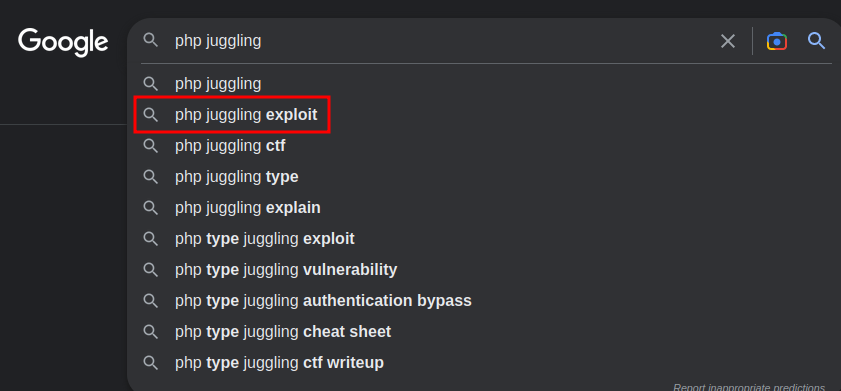 Google
php juggling
php juggling
php juggling exploit
php juggling ctf
php juggling type
php juggling explain
php type juggling exploit
php type juggling vulnerability
php type juggling authentication bypass
php type juggling cheat sheet
php type juggling ctf writeup
Report inappropriate predictions